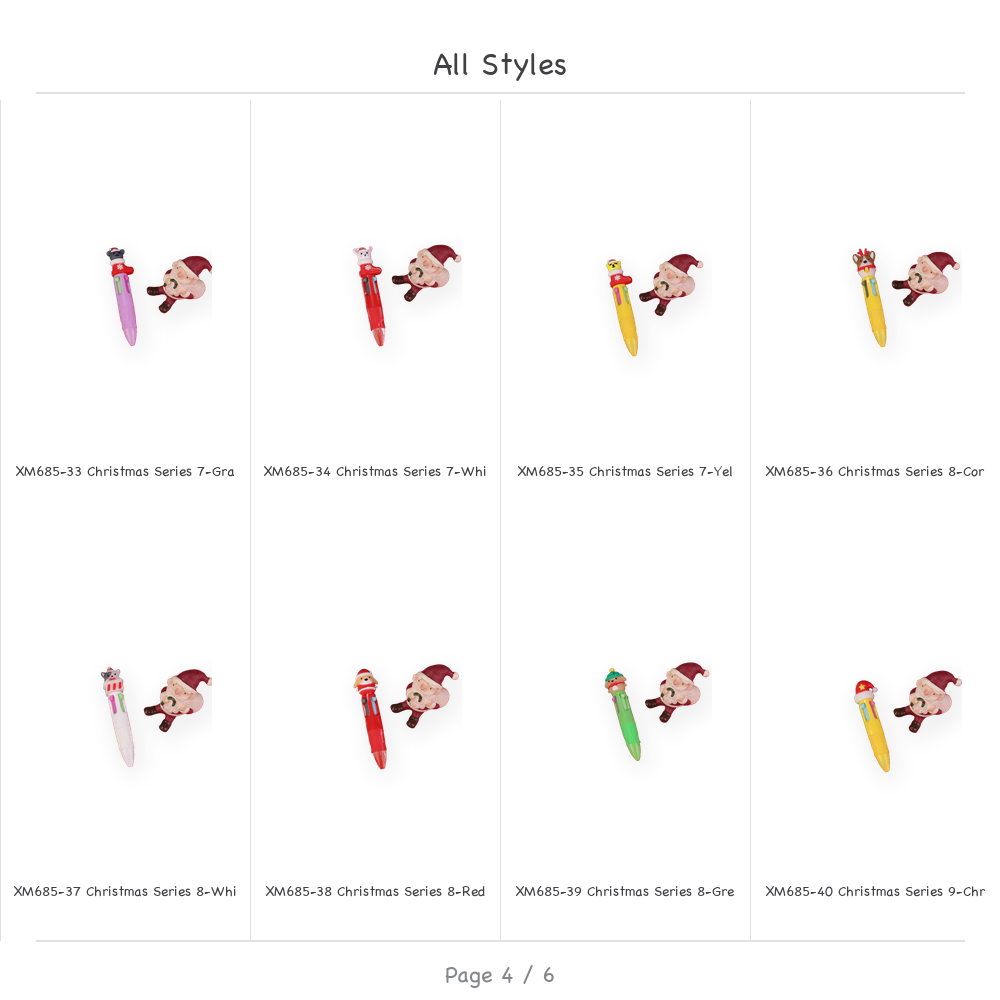 All Styles
XM685-33 Christmas Series 7-Gra
XM685-34 Christmas Series 7-Whi
XM685-35 Christmas Series 7-Yel
XM685-36 Christmas Series 8-Cor
XM685-37 Christmas Series 8-Whi
XM685-38 Christmas Series 8-Red
XM685-39 Christmas Series 8-Gre
XM685-40 Christmas Series 9-Chr
Page 4 / 6